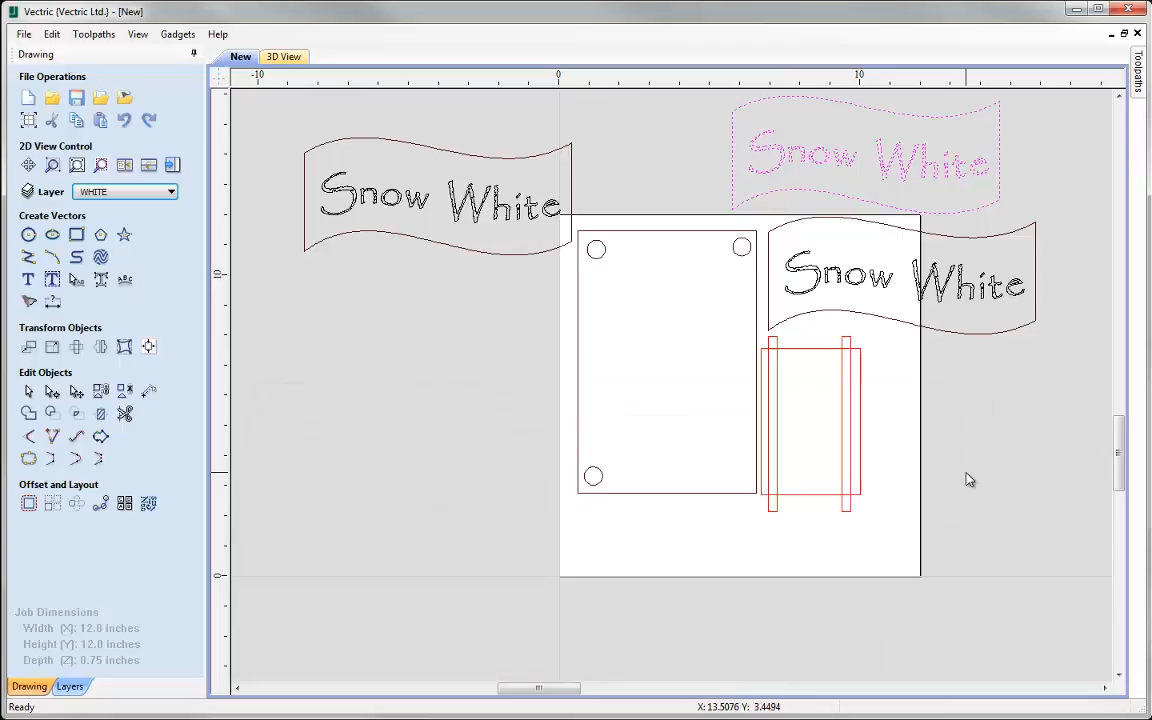 Vectric {Vectric Ltd.} - [New]
File Edit Toolpaths View Gadgets Help
Drawing
New 3D View
File Operations
-10 0 10
Toolpaths
2D View Control
Layer WHITE
Snow White
Snow White
Snow White
Create Vectors
10
Transform Objects
Edit Objects
Offset and Layout
0
Job Dimensions
Width (X): 12.0 inches
Height (Y): 12.0 inches
Depth (Z): 0.75 inches
Drawing Layers
Ready
X: 13.5076 Y: 3.4494